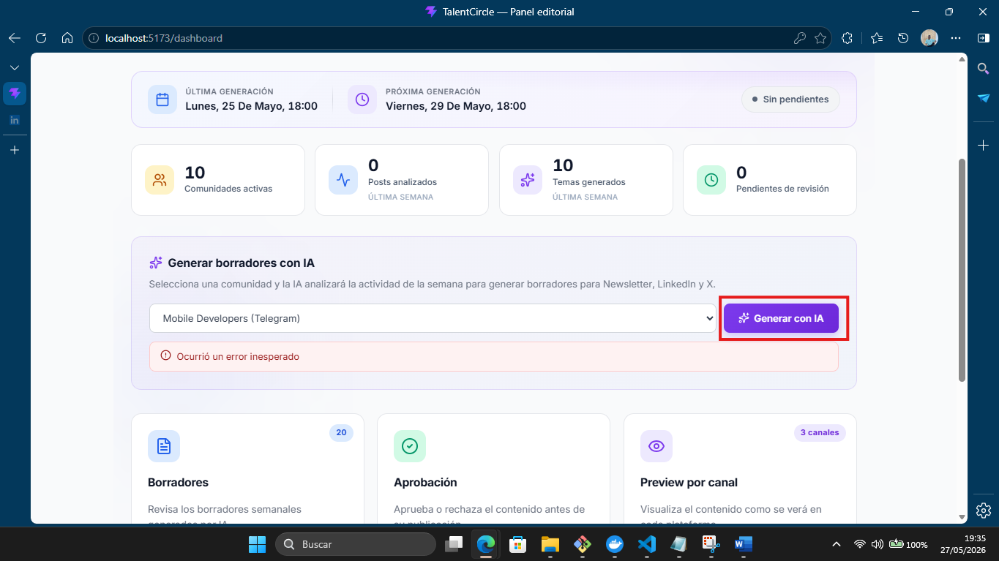 TalentCircle — Panel editorial
localhost:5173/dashboard
ÚLTIMA GENERACIÓN
Lunes, 25 De Mayo, 18:00
PRÓXIMA GENERACIÓN
Viernes, 29 De Mayo, 18:00
Sin pendientes
10
Comunidades activas
0
Posts analizados
ÚLTIMA SEMANA
10
Temas generados
ÚLTIMA SEMANA
0
Pendientes de revisión
Generar borradores con IA
Selecciona una comunidad y la IA analizará la actividad de la semana para generar borradores para Newsletter, LinkedIn y X.
Mobile Developers (Telegram)
Generar con IA
Ocurrió un error inesperado
20
Borradores
Revisa los borradores semanales
generados por IA
Aprobación
Aprueba o rechaza el contenido antes de
su publicación
3 canales
Preview por canal
Visualiza el contenido como se verá en
cada plataforma
in
Buscar
100%
19:35
27/05/2026